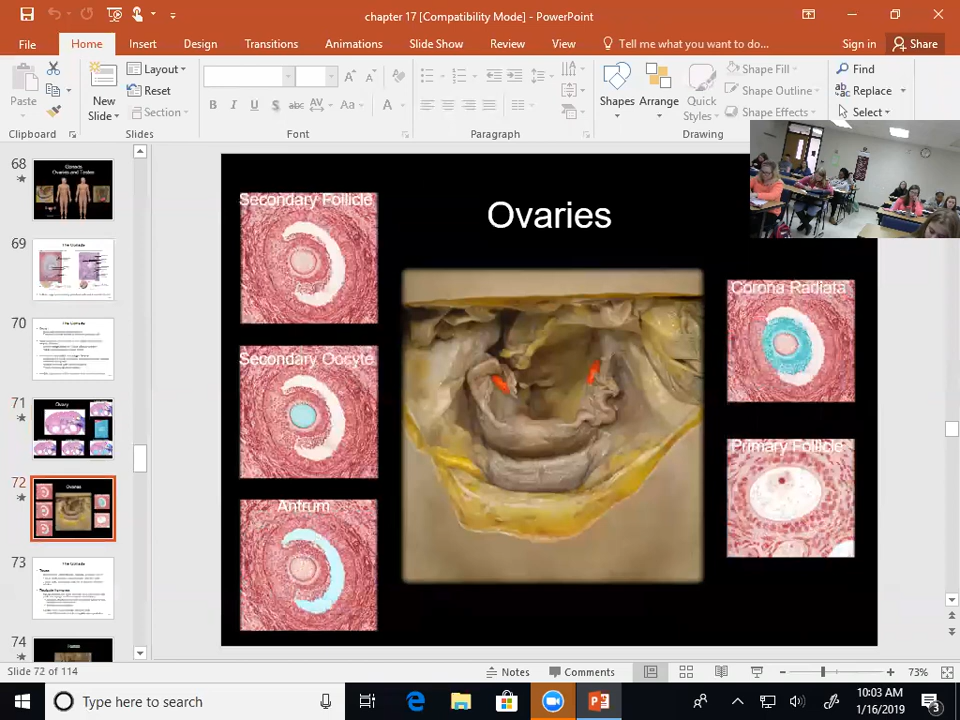 chapter 17 [Compatibility Mode] - PowerPoint
File Home Insert Design Transitions Animations Slide Show Review View Tell me what you want to do... Sign in Share
Paste
Clipboard
New
Slide
Layout
Reset
Section
Slides
B I U S abc AV Aa A
Font
Paragraph
Shapes
Arrange
Quick
Styles
Shape Fill
Shape Outline
Shape Effects
Drawing
Find
Replace
Select
68
69
70
71
Ovary
72
Ovaries
73
74
Secondary Follicle
Ovaries
Corona Radiata
Secondary Oocyte
Primary Follicle
Antrum
Slide 72 of 114
Notes
Comments
73%
Type here to search
10:03 AM
1/16/2019
3